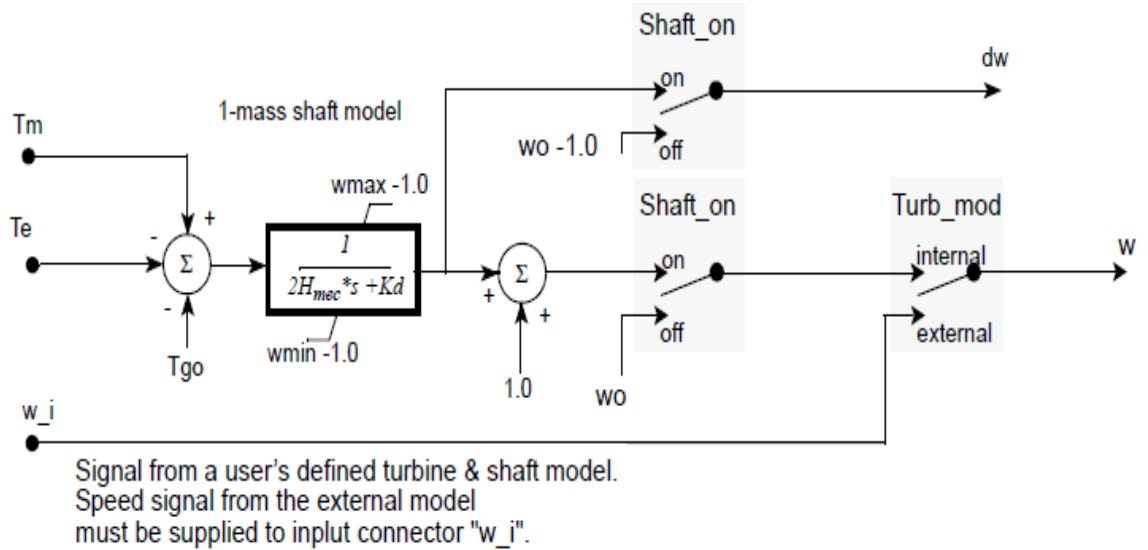 Shaft_on
dw
on
1-mass shaft model
Tm
wo -1.0
off
wmax -1.0
Shaft_on
Turb_mod
Te
+
-
Σ
-
1
2Hmec*s +Kd
Σ
+
+
on
internal
w
wmin -1.0
off
external
Tgo
1.0
wo
w_i
Signal from a user's defined turbine & shaft model.
Speed signal from the external model
must be supplied to inplut connector "w_i".